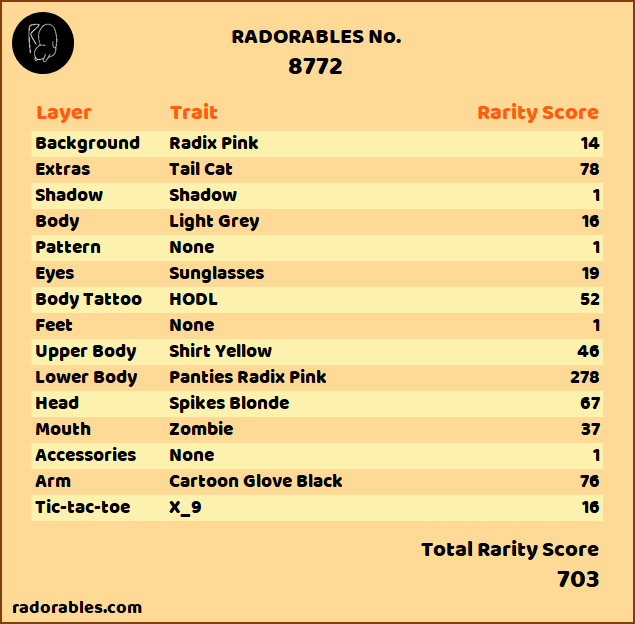 RADORABLES No.
8772
Layer Trait Rarity Score
Background Radix Pink 14
Extras Tail Cat 78
Shadow Shadow 1
Body Light Grey 16
Pattern None 1
Eyes Sunglasses 19
Body Tattoo HODL 52
Feet None 1
Upper Body Shirt Yellow 46
Lower Body Panties Radix Pink 278
Head Spikes Blonde 67
Mouth Zombie 37
Accessories None 1
Arm Cartoon Glove Black 76
Tic-tac-toe X_9 16
Total Rarity Score
703
radorables.com